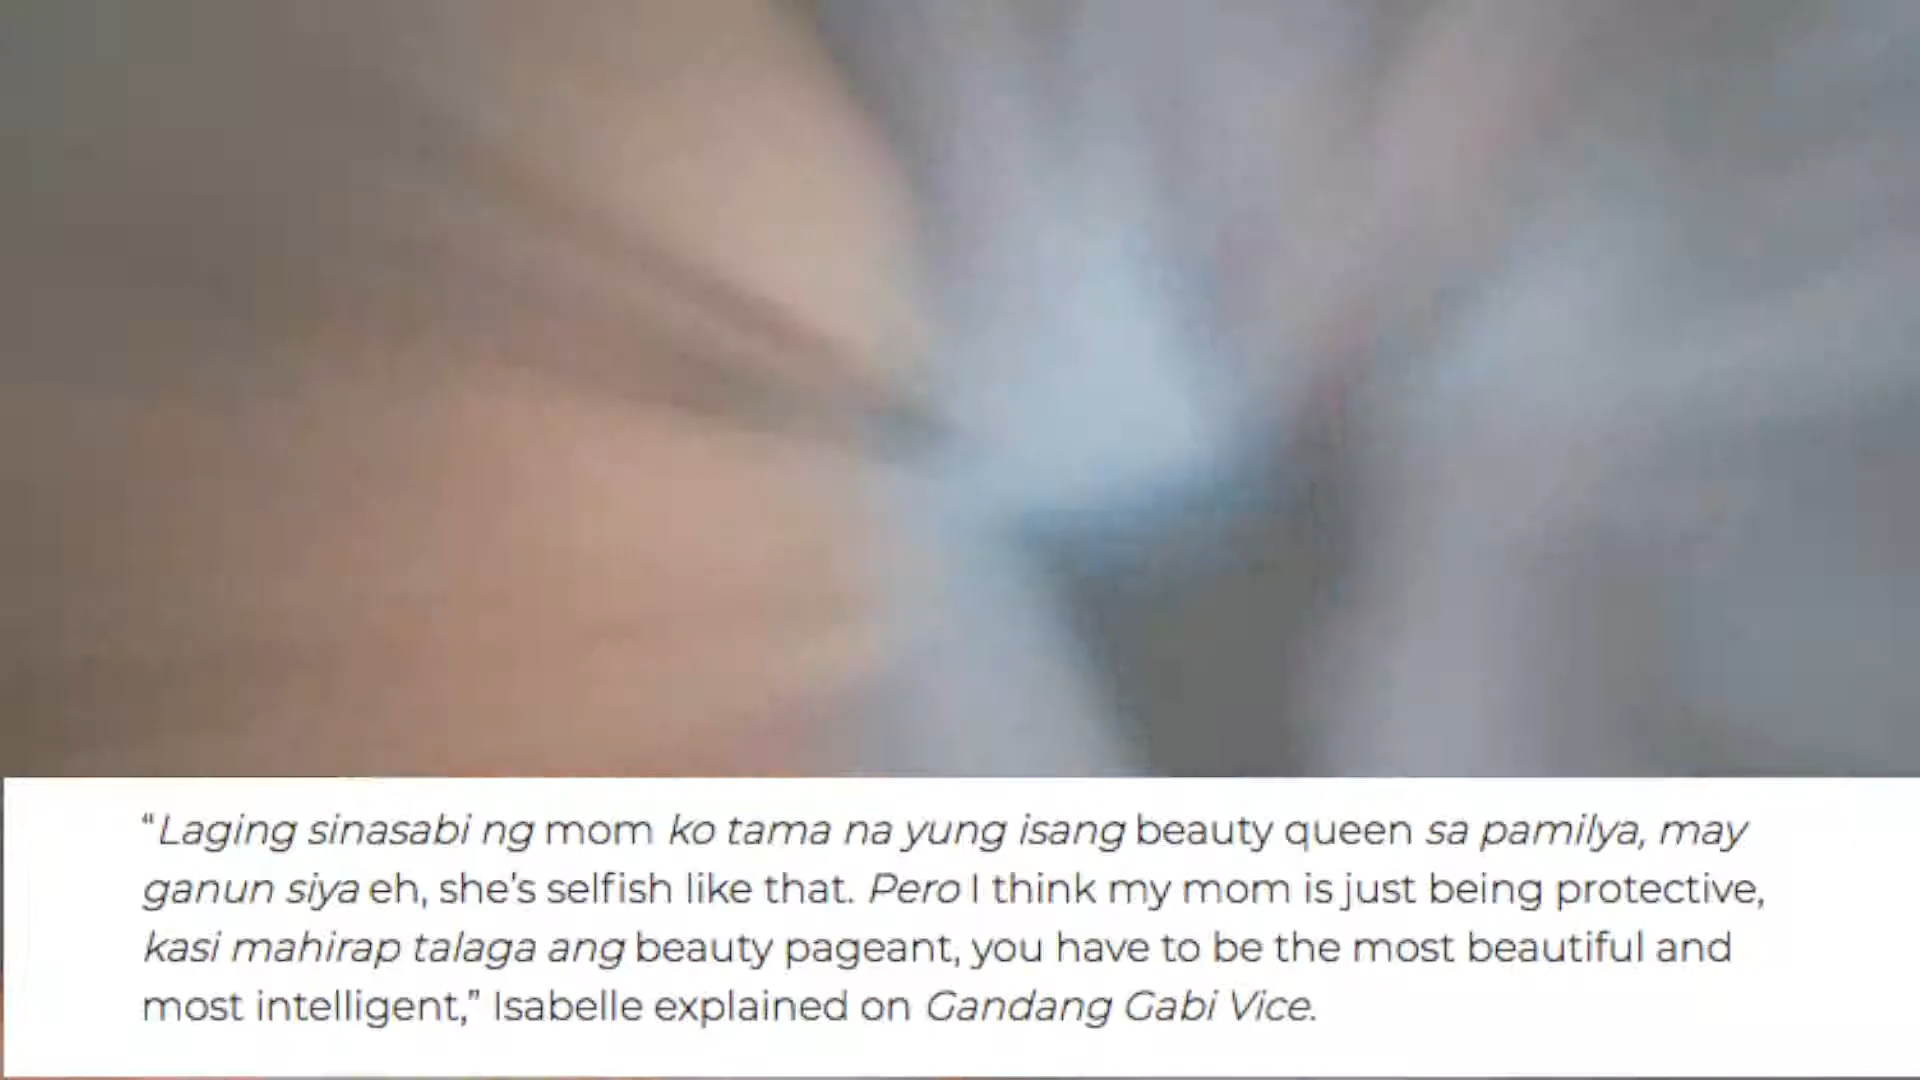 “Laging sinasabi ng mom ko tama na yung isang beauty queen sa pamilya, may
ganun siya eh, she’s selfish like that. Pero I think my mom is just being protective,
kasi mahirap talaga ang beauty pageant, you have to be the most beautiful and
most intelligent,” Isabelle explained on Gandang Gabi Vice.